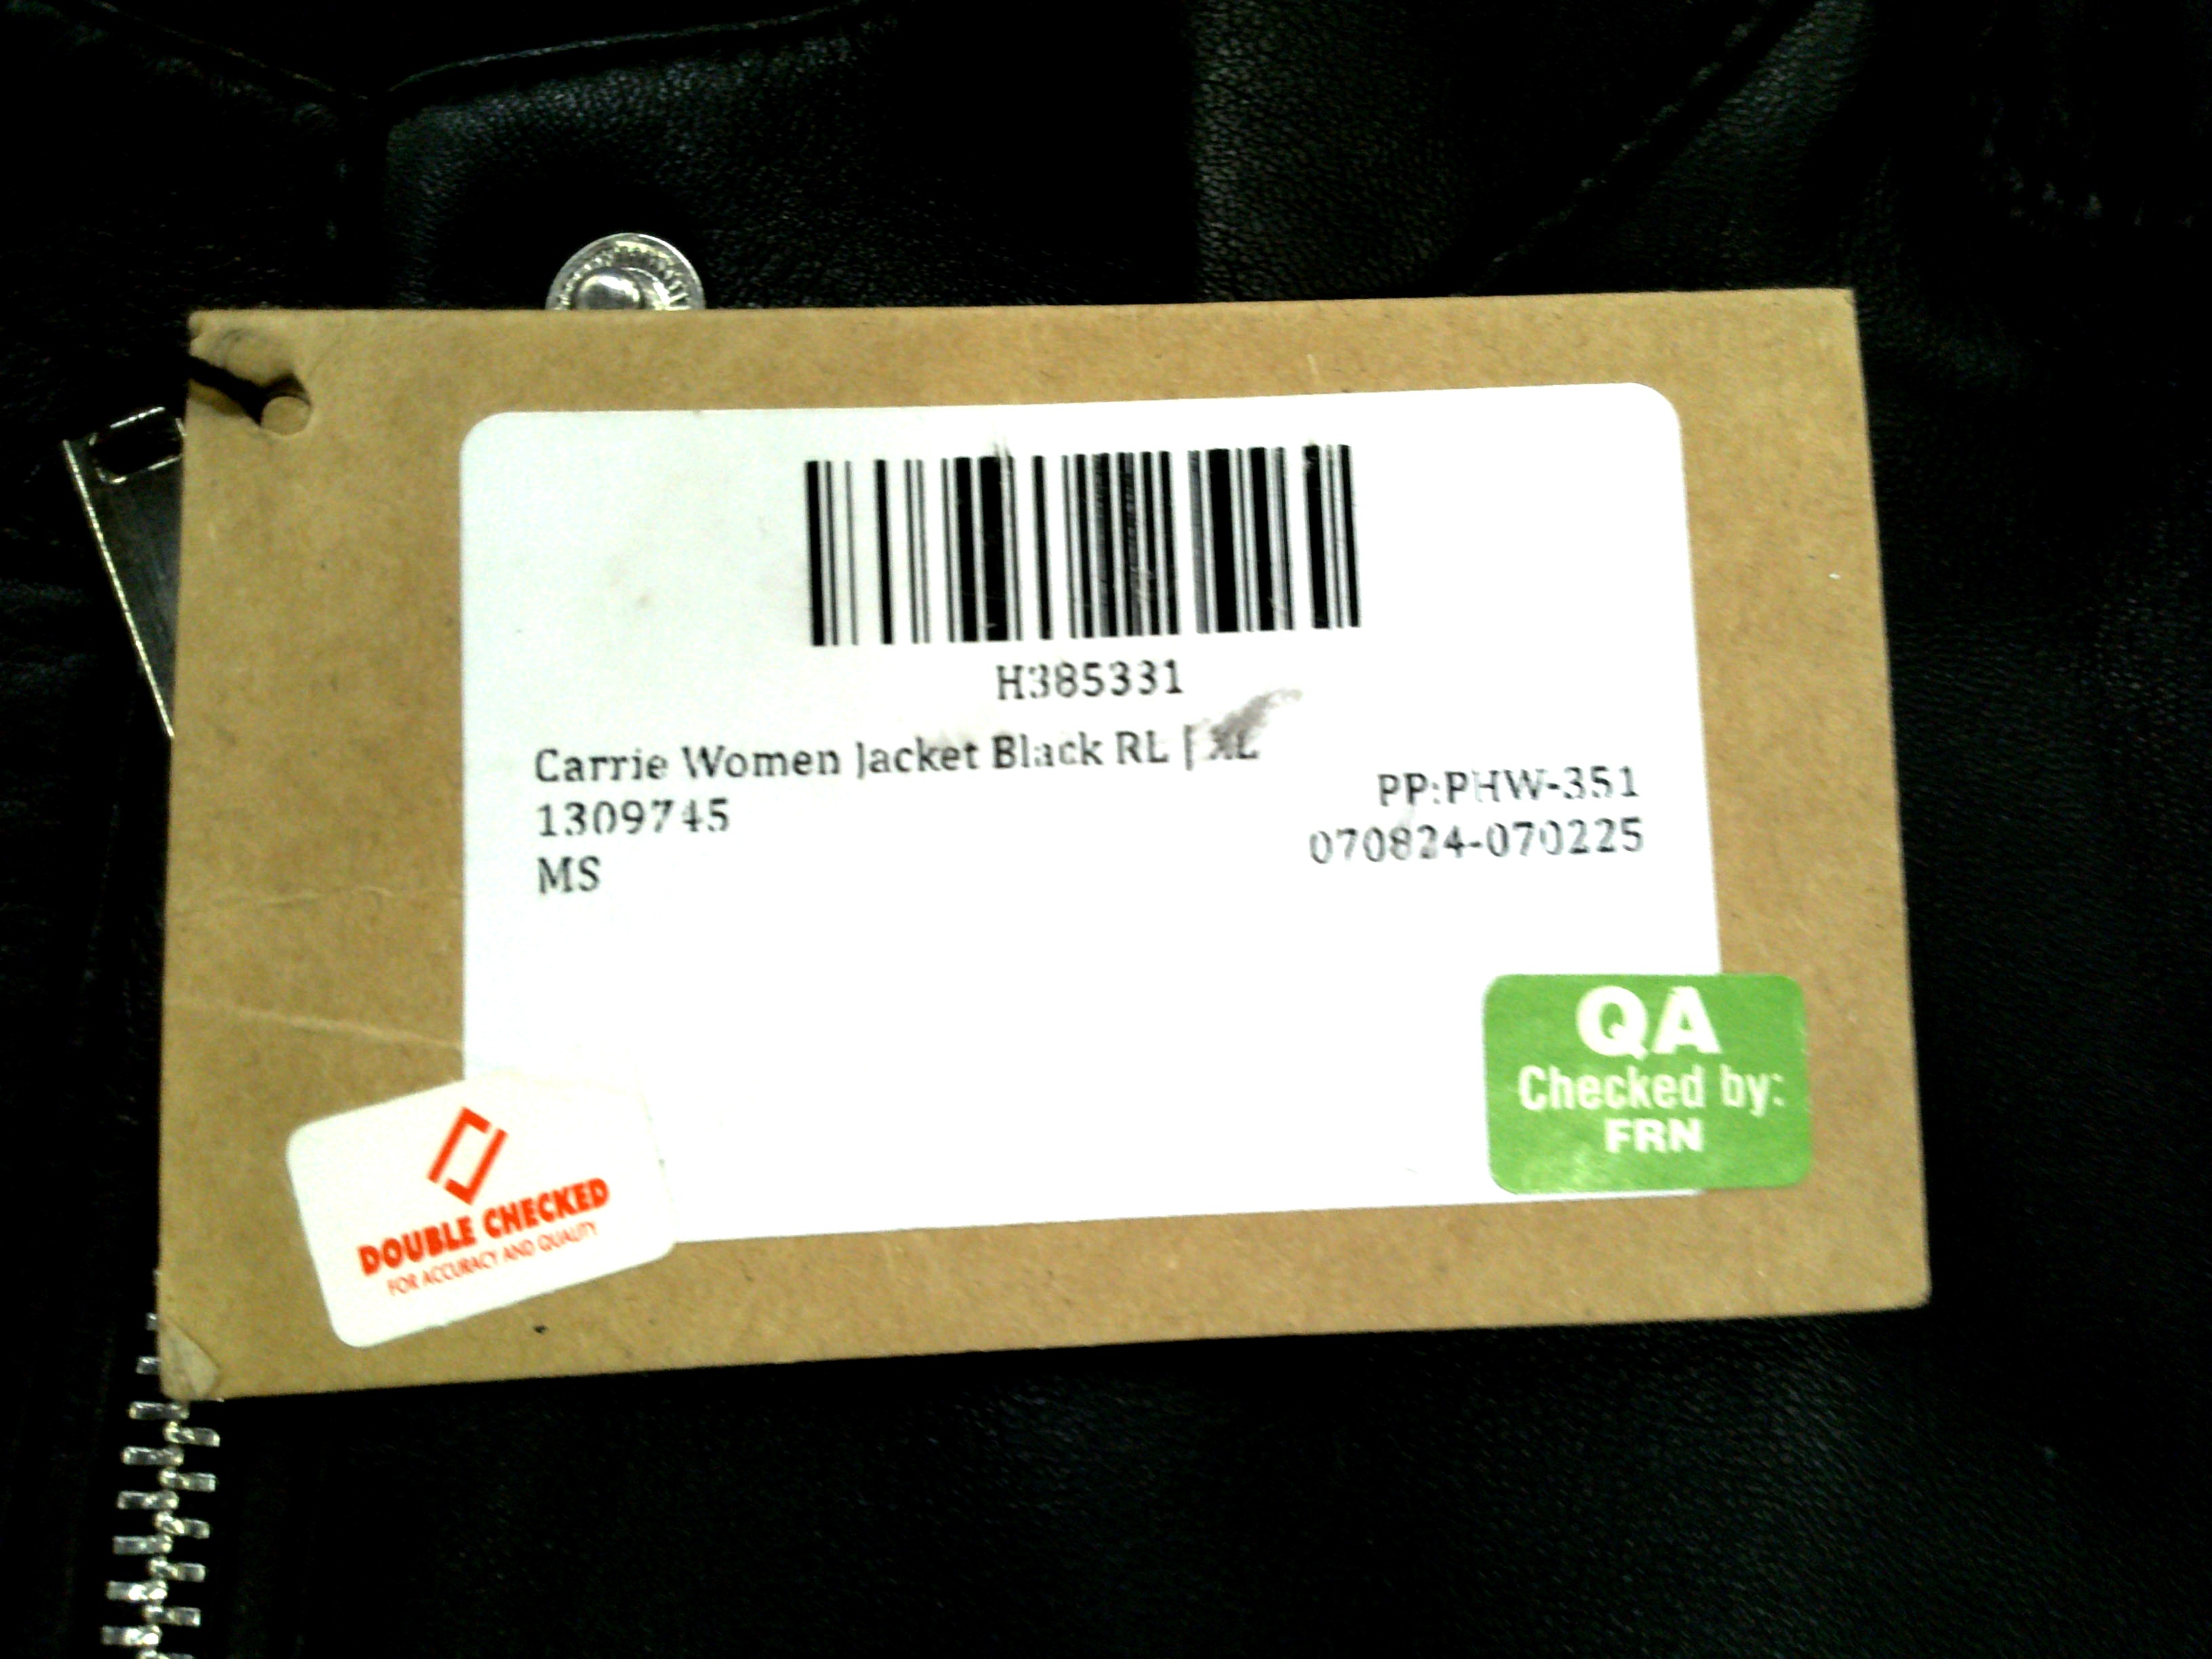 H385331
Carrie Women Jacket Black RL | XL
1309745
PP:PHW-351
MS
070824-070225
QA
Checked by:
FRN
DOUBLE CHECKED
FOR ACCURACY AND QUALITY